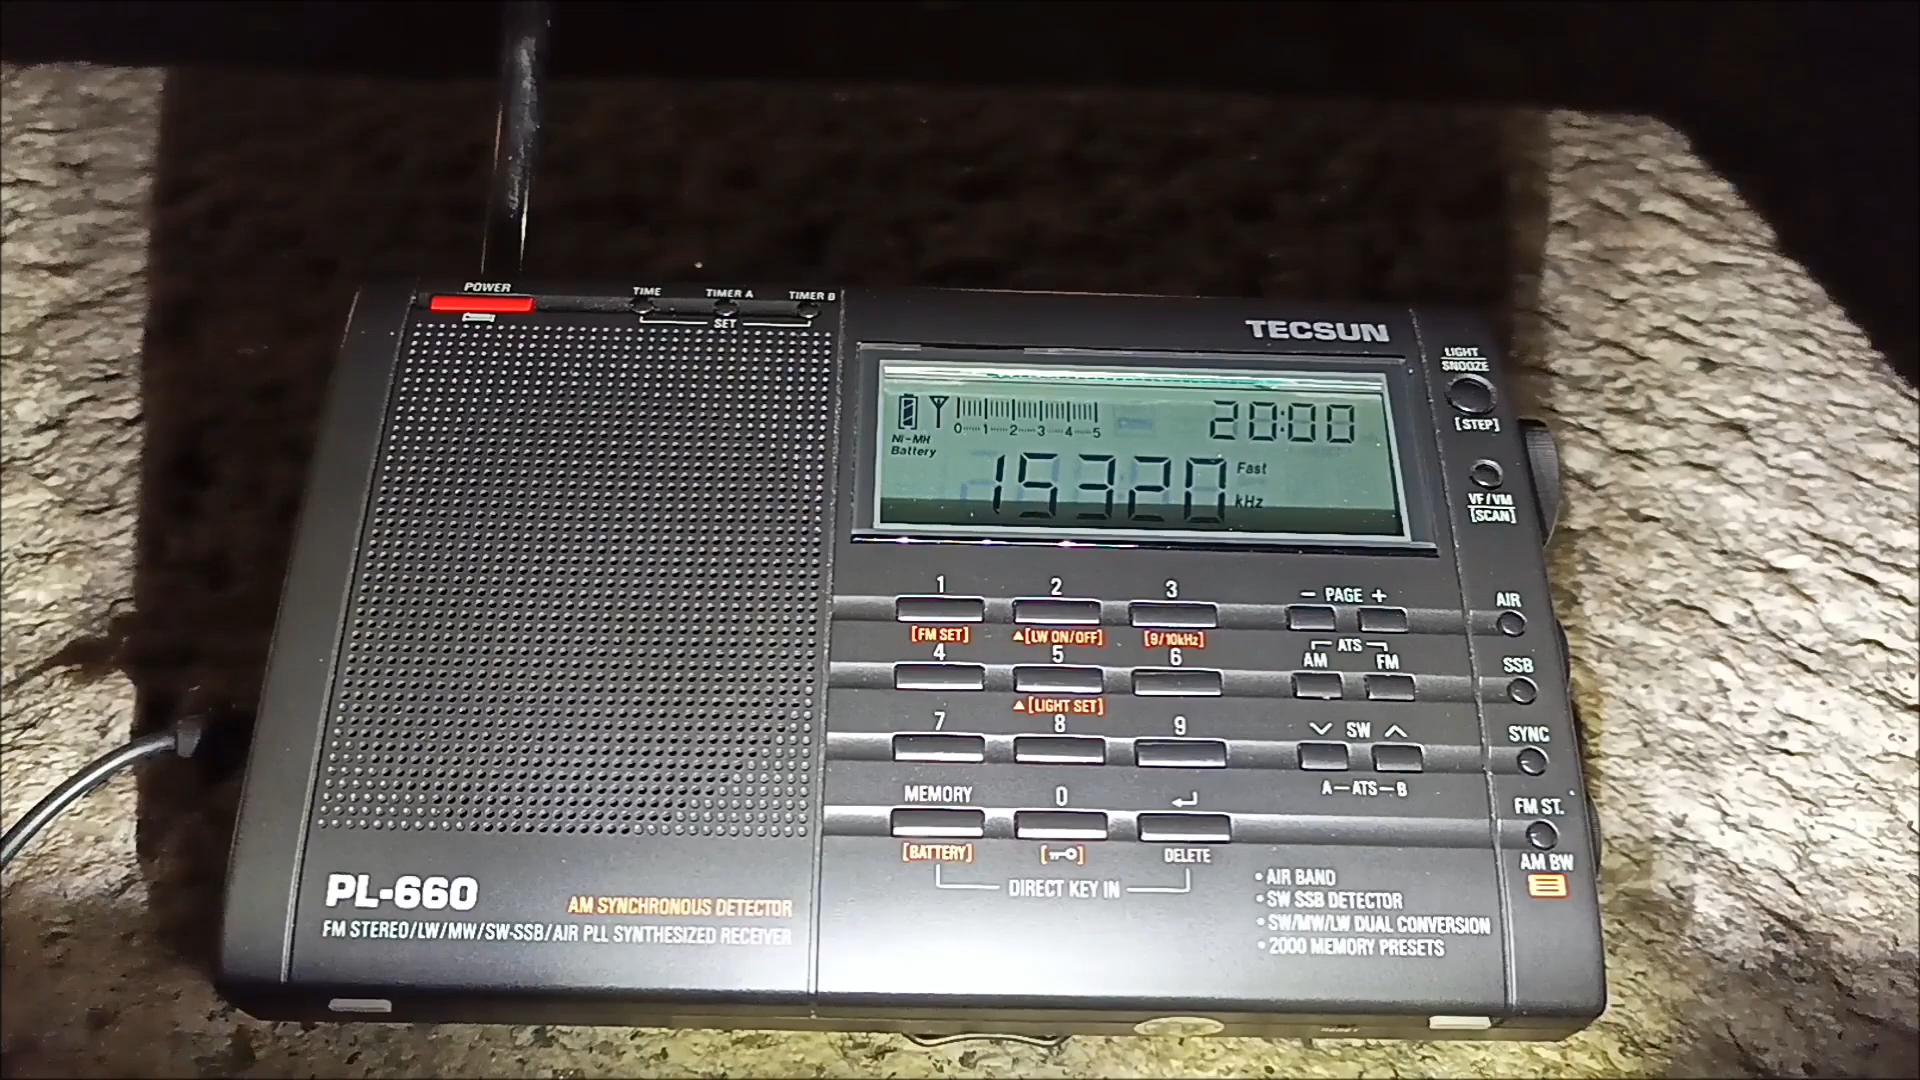 POWER
TIME
TIMER A
TIMER B
SET
TECSUN
LIGHT
SNOOZE
[STEP]
20:00
0 1 2 3 4 5
Ni-MH
Battery
15320
Fast
kHz
VF/VM
[SCAN]
1 2 3
- PAGE +
AIR
[FM SET] ▲[LW ON/OFF] [9/10kHz]
ATS
4 5 6
AM FM
SSB
▲[LIGHT SET]
7 8 9
SW
SYNC
A—ATS—B
MEMORY 0
FM ST.
[BATTERY]
DELETE
AM BW
DIRECT KEY IN
• AIR BAND
• SW SSB DETECTOR
• SW/MW/LW DUAL CONVERSION
• 2000 MEMORY PRESETS
PL-660
AM SYNCHRONOUS DETECTOR
FM STEREO/LW/MW/SW-SSB/AIR PLL SYNTHESIZED RECEIVER